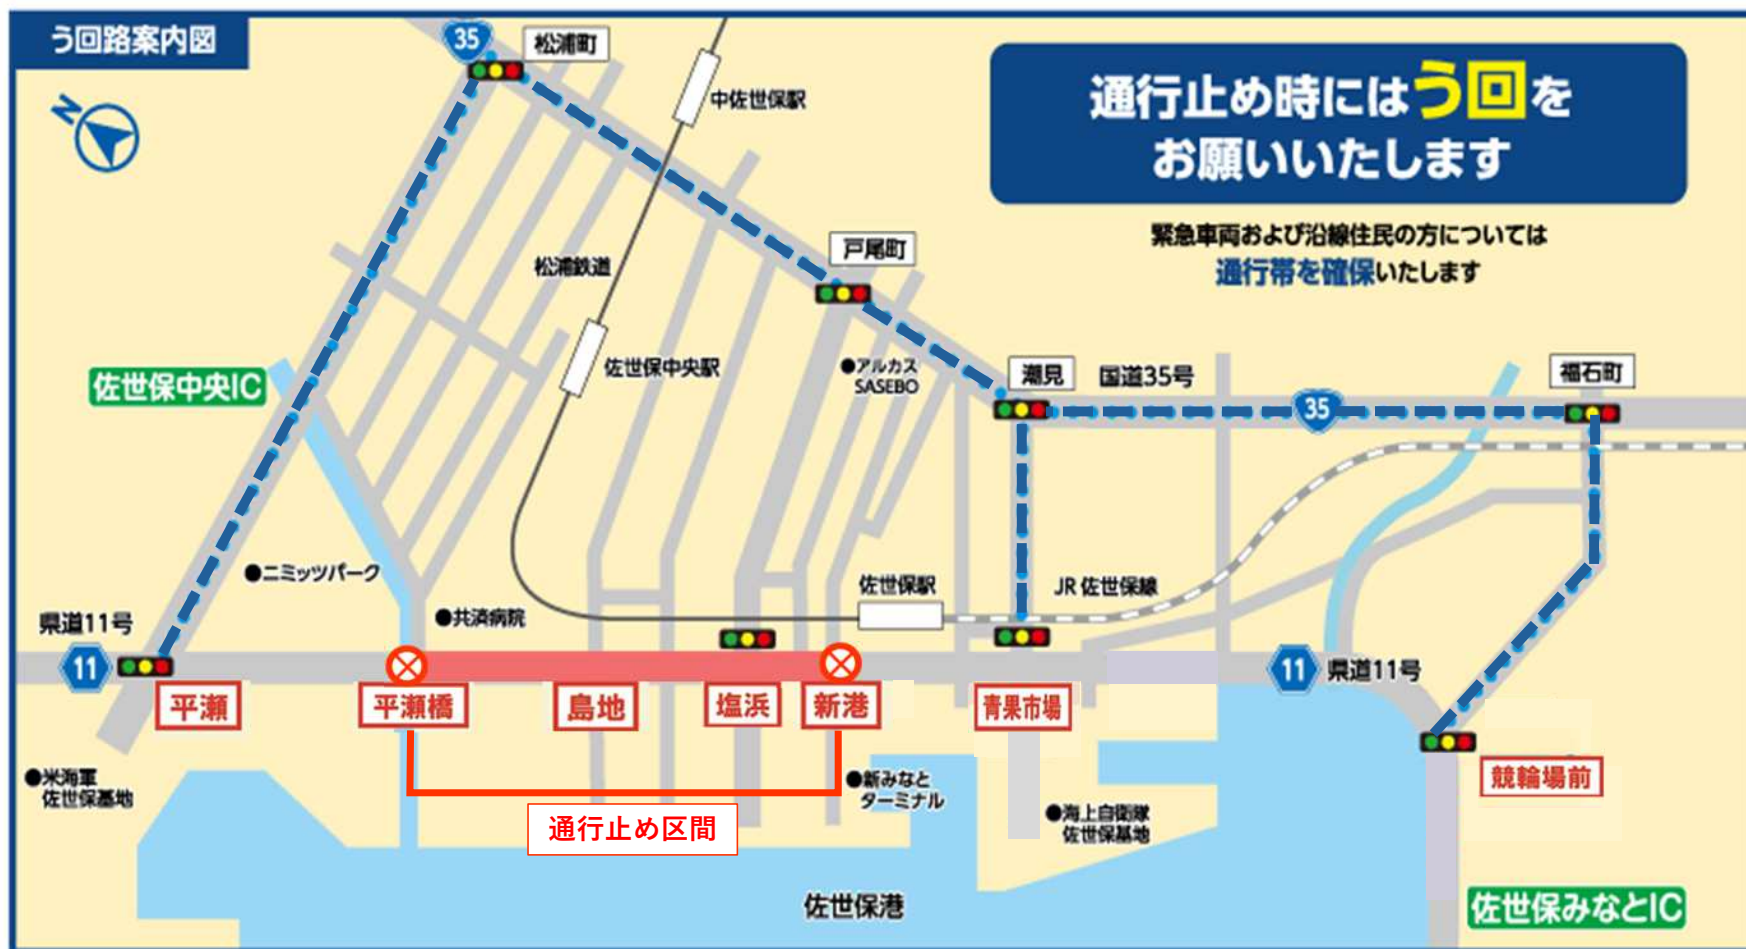 う回路案内図
N
35
松浦町
中佐世保駅
通行止め時にはう回を
お願いいたします
緊急車両および沿線住民の方については
通行帯を確保いたします
戸尾町
松浦鉄道
佐世保中央駅
●アルカス
SASEBO
潮見
国道35号
35
福石町
佐世保中央IC
●ニミッツパーク
●共済病院
佐世保駅
JR 佐世保線
県道11号
11
11
県道11号
平瀬
平瀬橋
島地
塩浜
新港
青果市場
競輪場前
●米海軍
佐世保基地
●新みなと
ターミナル
●海上自衛隊
佐世保基地
通行止め区間
佐世保港
佐世保みなとIC